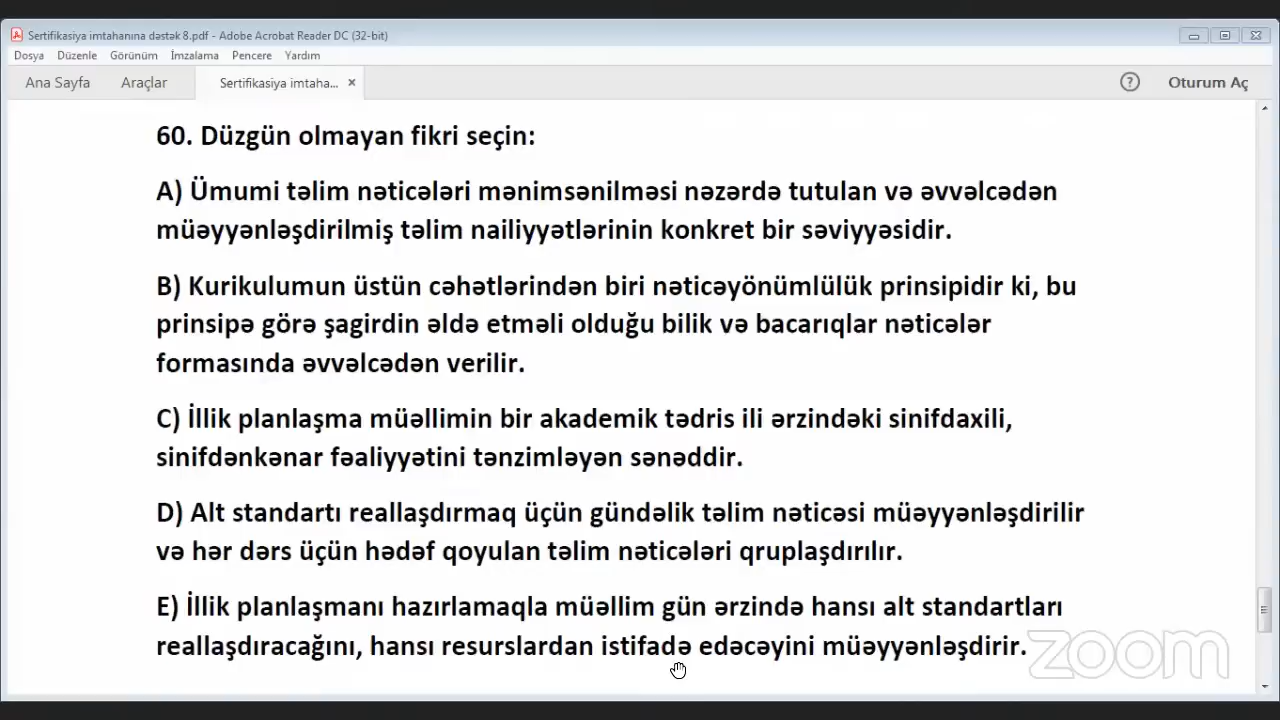 Sertifikasiya imtahanına dəstək 8.pdf - Adobe Acrobat Reader DC (32-bit)
Dosya Düzenle Görünüm İmzalama Pencere Yardım
Ana Sayfa Araçlar Sertifikasiya imtaha... × ? Oturum Aç
60. Düzgün olmayan fikri seçin:
A) Ümumi təlim nəticələri mənimsənilməsi nəzərdə tutulan və əvvəlcədən
müəyyənləşdirilmiş təlim nailiyyətlərinin konkret bir səviyyəsidir.
B) Kurikulumun üstün cəhətlərindən biri nəticəyönümlülük prinsipidir ki, bu
prinsipə görə şagirdin əldə etməli olduğu bilik və bacarıqlar nəticələr
formasında əvvəlcədən verilir.
C) İllik planlaşma müəllimin bir akademik tədris ili ərzindəki sinifdaxili,
sinifdənkənar fəaliyyətini tənzimləyən sənəddir.
D) Alt standartı reallaşdırmaq üçün gündəlik təlim nəticəsi müəyyənləşdirilir
və hər dərs üçün hədəf qoyulan təlim nəticələri qruplaşdırılır.
E) İllik planlaşmanı hazırlamaqla müəllim gün ərzində hansı alt standartları
reallaşdıracağını, hansı resurslardan istifadə edəcəyini müəyyənləşdirir.
zoom